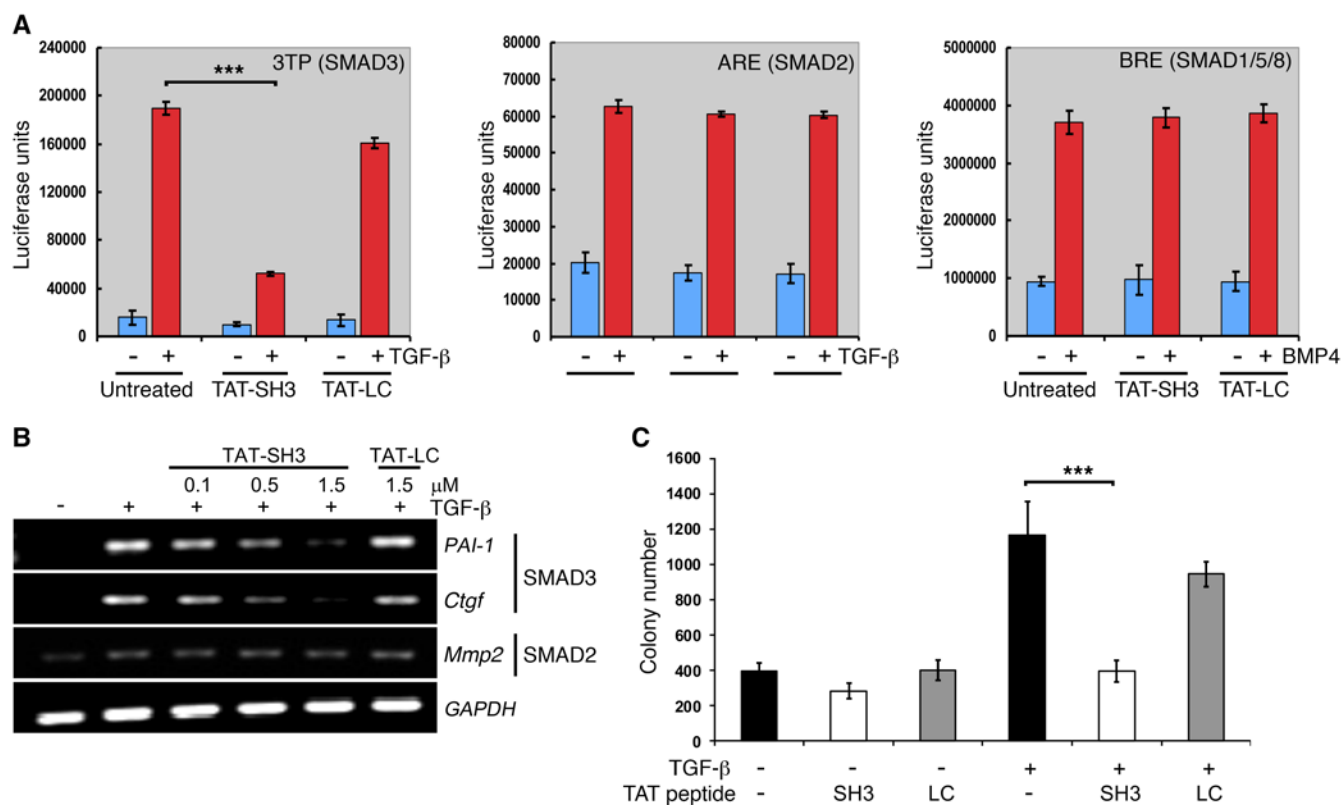 A
3TP (SMAD3)
***
Luciferase units
240000
200000
160000
120000
80000
40000
0
- + - + - + TGF-β
Untreated TAT-SH3 TAT-LC
ARE (SMAD2)
Luciferase units
80000
70000
60000
50000
40000
30000
20000
10000
0
- + - + - + TGF-β
BRE (SMAD1/5/8)
Luciferase units
5000000
4000000
3000000
2000000
1000000
0
- + - + - + BMP4
Untreated TAT-SH3 TAT-LC
B
TAT-SH3 TAT-LC
0.1 0.5 1.5 1.5 μM
- + + + + + TGF-β
PAI-1
Ctgf
SMAD3
Mmp2 SMAD2
GAPDH
C
***
Colony number
1600
1400
1200
1000
800
600
400
200
0
TGF-β - - - + + +
TAT peptide - SH3 LC - SH3 LC